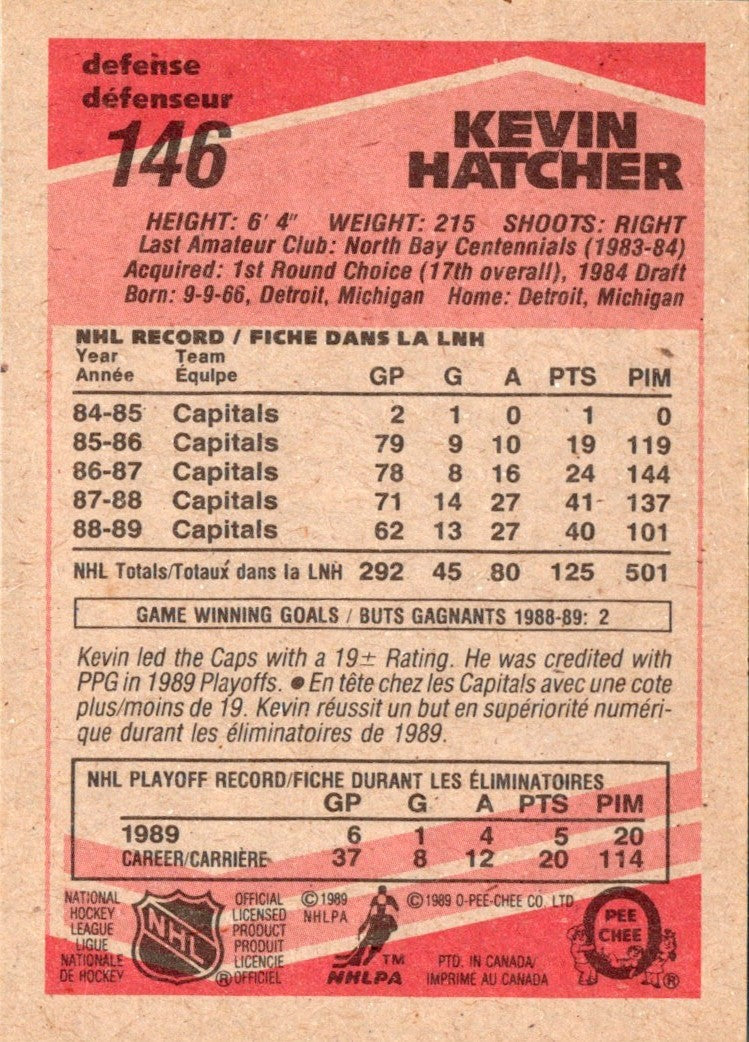 defense
défenseur
146
KEVIN
HATCHER
HEIGHT: 6' 4" WEIGHT: 215 SHOOTS: RIGHT
Last Amateur Club: North Bay Centennials (1983-84)
Acquired: 1st Round Choice (17th overall), 1984 Draft
Born: 9-9-66, Detroit, Michigan Home: Detroit, Michigan
NHL RECORD / FICHE DANS LA LNH
Year Team
Année Équipe GP G A PTS PIM
84-85 Capitals 2 1 0 1 0
85-86 Capitals 79 9 10 19 119
86-87 Capitals 78 8 16 24 144
87-88 Capitals 71 14 27 41 137
88-89 Capitals 62 13 27 40 101
NHL Totals/Totaux dans la LNH 292 45 80 125 501
GAME WINNING GOALS / BUTS GAGNANTS 1988-89: 2
Kevin led the Caps with a 19± Rating. He was credited with
PPG in 1989 Playoffs. ● En tête chez les Capitals avec une cote
plus/moins de 19. Kevin réussit un but en supériorité numéri-
que durant les éliminatoires de 1989.
NHL PLAYOFF RECORD/FICHE DURANT LES ÉLIMINATOIRES
GP G A PTS PIM
1989 6 1 4 5 20
CAREER/CARRIÈRE 37 8 12 20 114
NATIONAL
HOCKEY
LEAGUE
LIGUE
NATIONALE
DE HOCKEY
NHL
®
OFFICIAL
LICENSED
PRODUCT
PRODUIT
LICENCIE
OFFICIEL
©1989
NHLPA
TM
NHLPA
©1989 O-PEE-CHEE CO. LTD.
PTD. IN CANADA/
IMPRIMÉ AU CANADA
PEE
CHEE
®